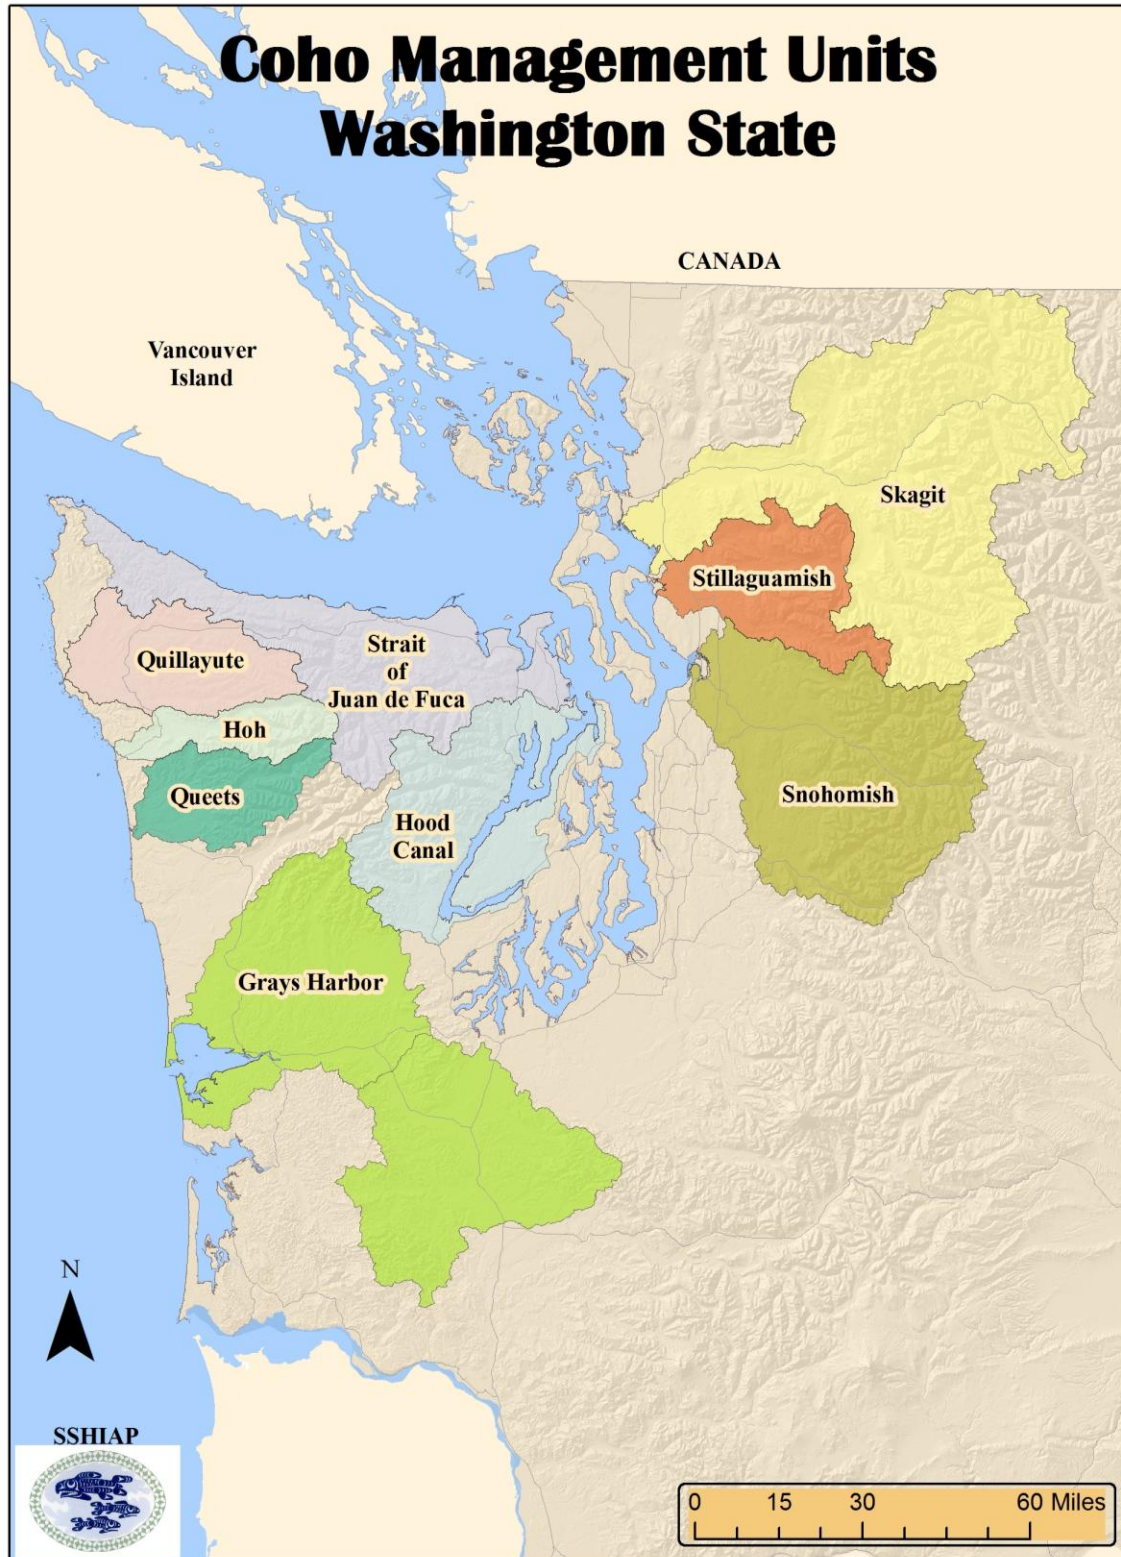 Coho Management Units
Washington State
CANADA
Vancouver
Island
Skagit
Stillaguamish
Strait
of
Juan de Fuca
Quillayute
Hoh
Queets
Snohomish
Hood
Canal
Grays Harbor
N
SSHIAP
0 15 30 60 Miles